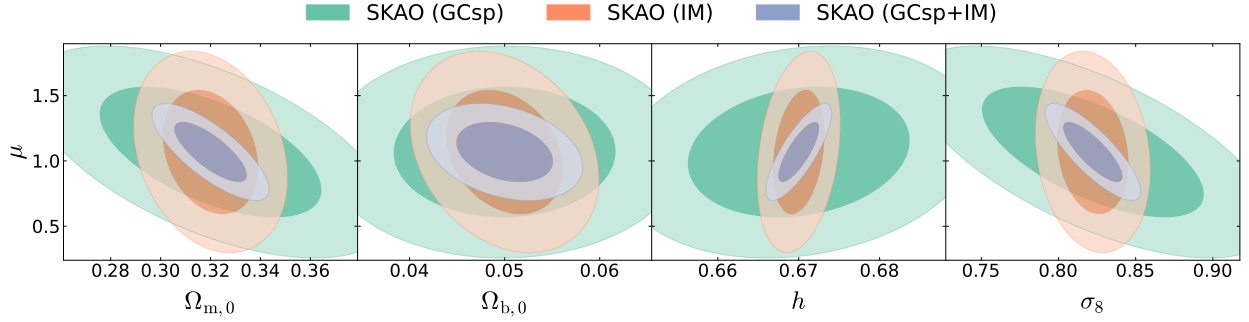 SKAO (GCsp) SKAO (IM) SKAO (GCsp+IM)
1.5
1.0
0.5
μ
0.28 0.30 0.32 0.34 0.36 0.04 0.05 0.06 0.66 0.67 0.68 0.75 0.80 0.85 0.90
Ωm, 0 Ωb, 0 h σ8